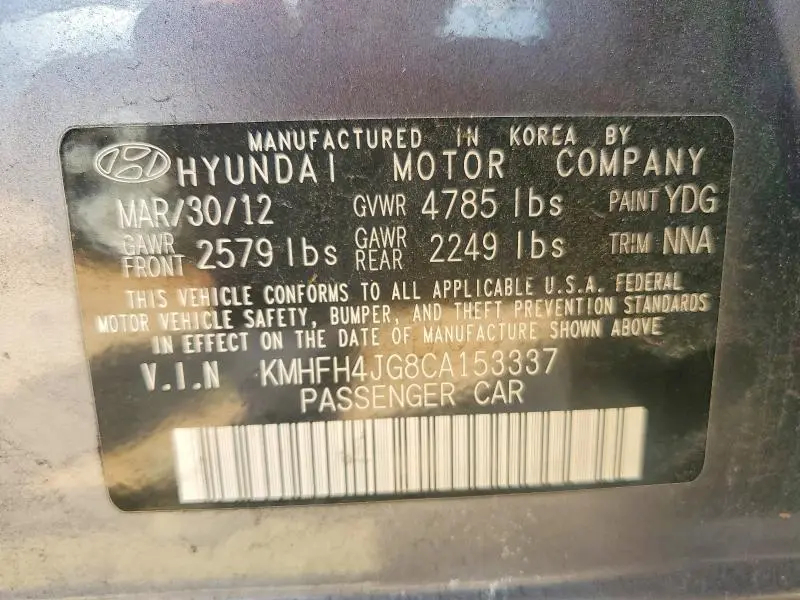 MANUFACTURED IN KOREA BY
HYUNDAI MOTOR COMPANY
MAR/30/12 GVWR 4785 lbs PAINT YDG
GAWR FRONT 2579 lbs GAWR REAR 2249 lbs TRIM NNA
THIS VEHICLE CONFORMS TO ALL APPLICABLE U.S.A. FEDERAL
MOTOR VEHICLE SAFETY, BUMPER, AND THEFT PREVENTION STANDARDS
IN EFFECT ON THE DATE OF MANUFACTURE SHOWN ABOVE
V.I.N KMHFH4JG8CA153337
PASSENGER CAR